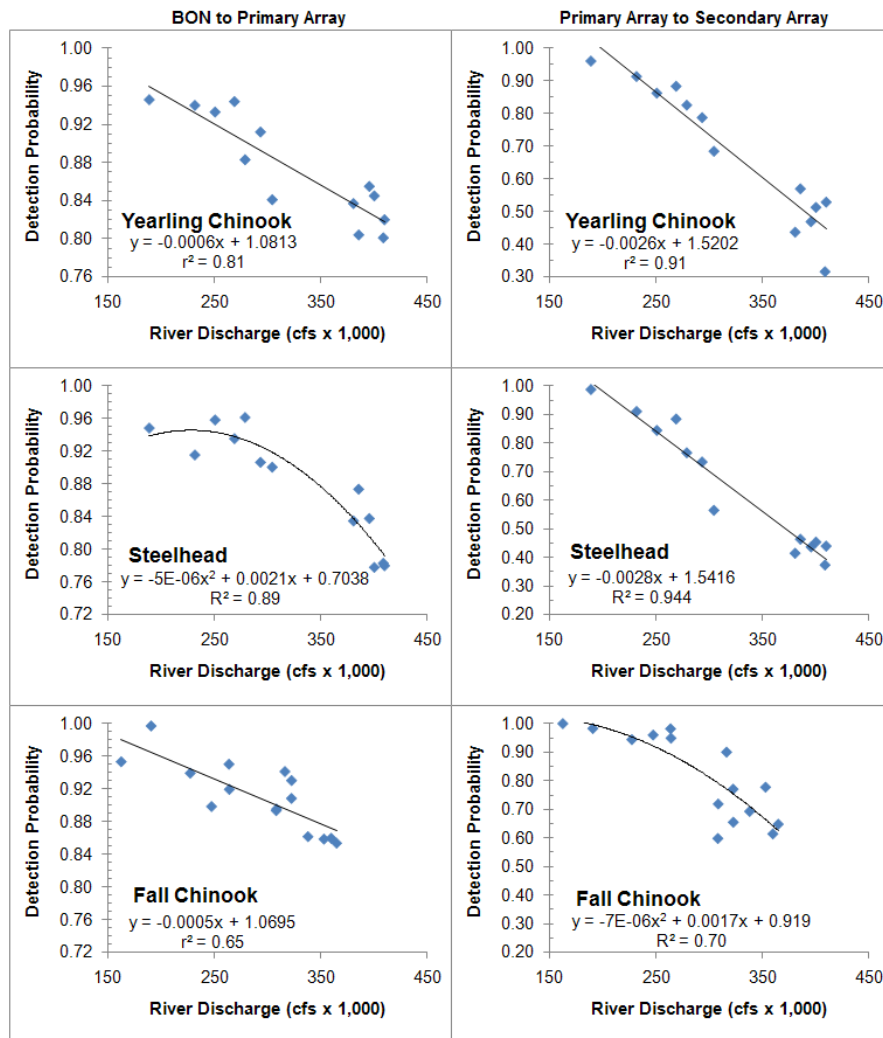 BON to Primary Array
Primary Array to Secondary Array
Detection Probability
1.00
0.96
0.92
0.88
0.84
0.80
0.76
Yearling Chinook
y = -0.0006x + 1.0813
r² = 0.81
150 250 350 450
River Discharge (cfs x 1,000)
Detection Probability
1.00
0.90
0.80
0.70
0.60
0.50
0.40
0.30
Yearling Chinook
y = -0.0026x + 1.5202
r² = 0.91
150 250 350 450
River Discharge (cfs x 1,000)
Detection Probability
1.00
0.96
0.92
0.88
0.84
0.80
0.76
0.72
Steelhead
y = -5E-06x² + 0.0021x + 0.7038
R² = 0.89
150 250 350 450
River Discharge (cfs x 1,000)
Detection Probability
1.00
0.90
0.80
0.70
0.60
0.50
0.40
0.30
0.20
Steelhead
y = -0.0028x + 1.5416
R² = 0.944
150 250 350 450
River Discharge (cfs x 1,000)
Detection Probability
1.00
0.96
0.92
0.88
0.84
0.80
0.76
0.72
Fall Chinook
y = -0.0005x + 1.0695
r² = 0.65
150 250 350 450
River Discharge (cfs x 1,000)
Detection Probability
1.00
0.90
0.80
0.70
0.60
0.50
0.40
0.30
0.20
Fall Chinook
y = -7E-06x² + 0.0017x + 0.919
R² = 0.70
150 250 350 450
River Discharge (cfs x 1,000)